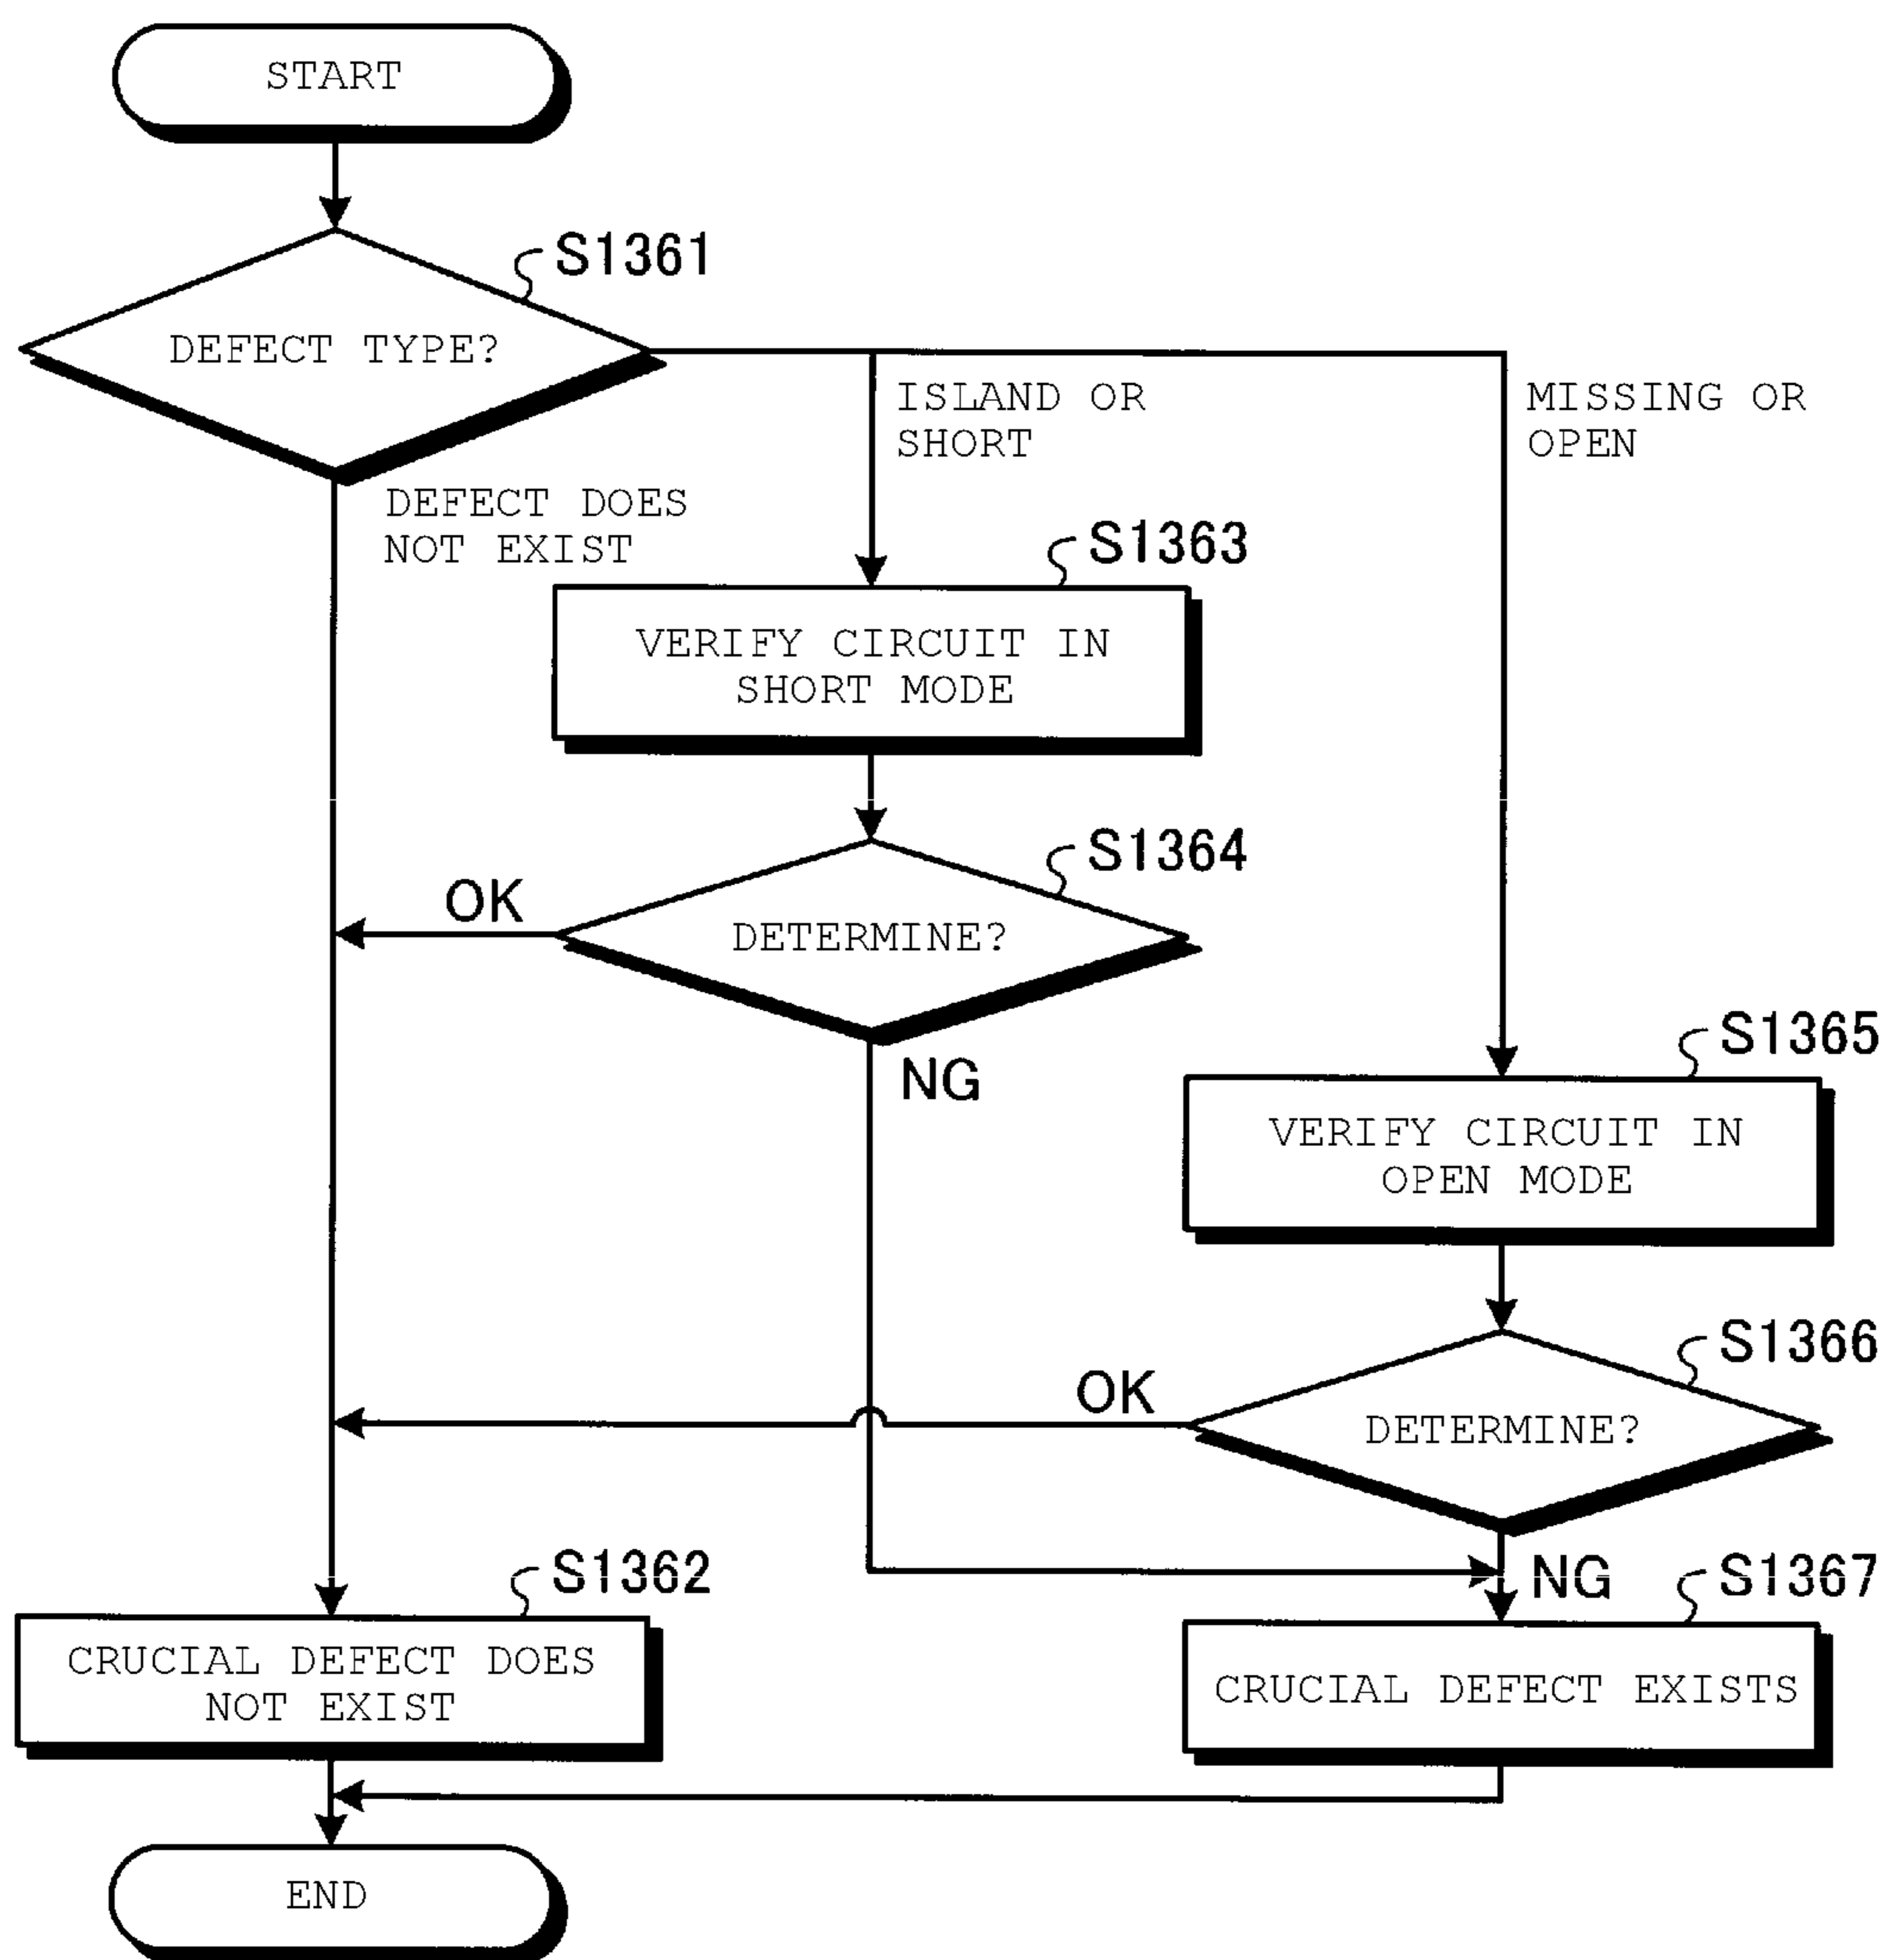 START
S1361
DEFECT TYPE?
ISLAND OR
SHORT
MISSING OR
OPEN
DEFECT DOES
NOT EXIST
S1363
VERIFY CIRCUIT IN
SHORT MODE
S1364
OK
DETERMINE?
NG
S1365
VERIFY CIRCUIT IN
OPEN MODE
S1366
OK
DETERMINE?
NG
S1362
S1367
CRUCIAL DEFECT DOES
NOT EXIST
CRUCIAL DEFECT EXISTS
END